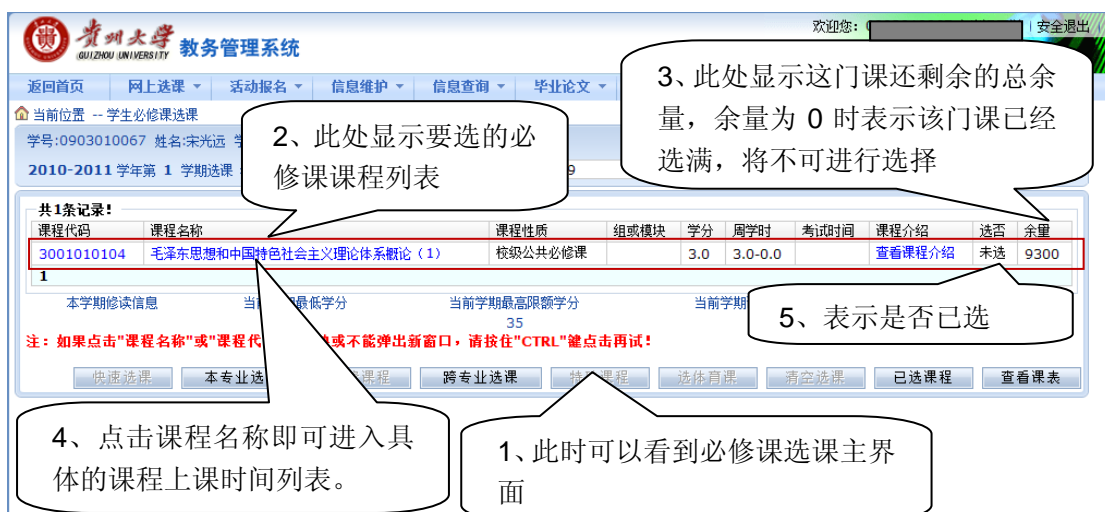 贵州大学
GUIZHOU UNIVERSITY
教务管理系统
欢迎您:
安全退出
返回首页 网上选课 活动报名 信息维护 信息查询 毕业论文
当前位置 -- 学生必修课选课
学号:0903010067 姓名:宋光远
2010-2011 学年第 1 学期选课
2、此处显示要选的必
修课课程列表
3、此处显示这门课还剩余的总余
量，余量为 0 时表示该门课已经
选满，将不可进行选择
共1条记录!
课程代码 课程名称 课程性质 组或模块 学分 周学时 考试时间 课程介绍 选否 余量
3001010104 毛泽东思想和中国特色社会主义理论体系概论（1） 校级公共必修课 3.0 3.0-0.0 查看课程介绍 未选 9300
1
本学期修读信息 当前学期最低学分 当前学期最高限额学分 当前学期
35
注：如果点击"课程名称"或"课程代 或不能弹出新窗口，请按住"CTRL"键点击再试!
快速选课 本专业选 课程 跨专业选课 特 课程 选体育课 清空选课 已选课程 查看课表
5、表示是否已选
4、点击课程名称即可进入具
体的课程上课时间列表。
1、此时可以看到必修课选课主界
面